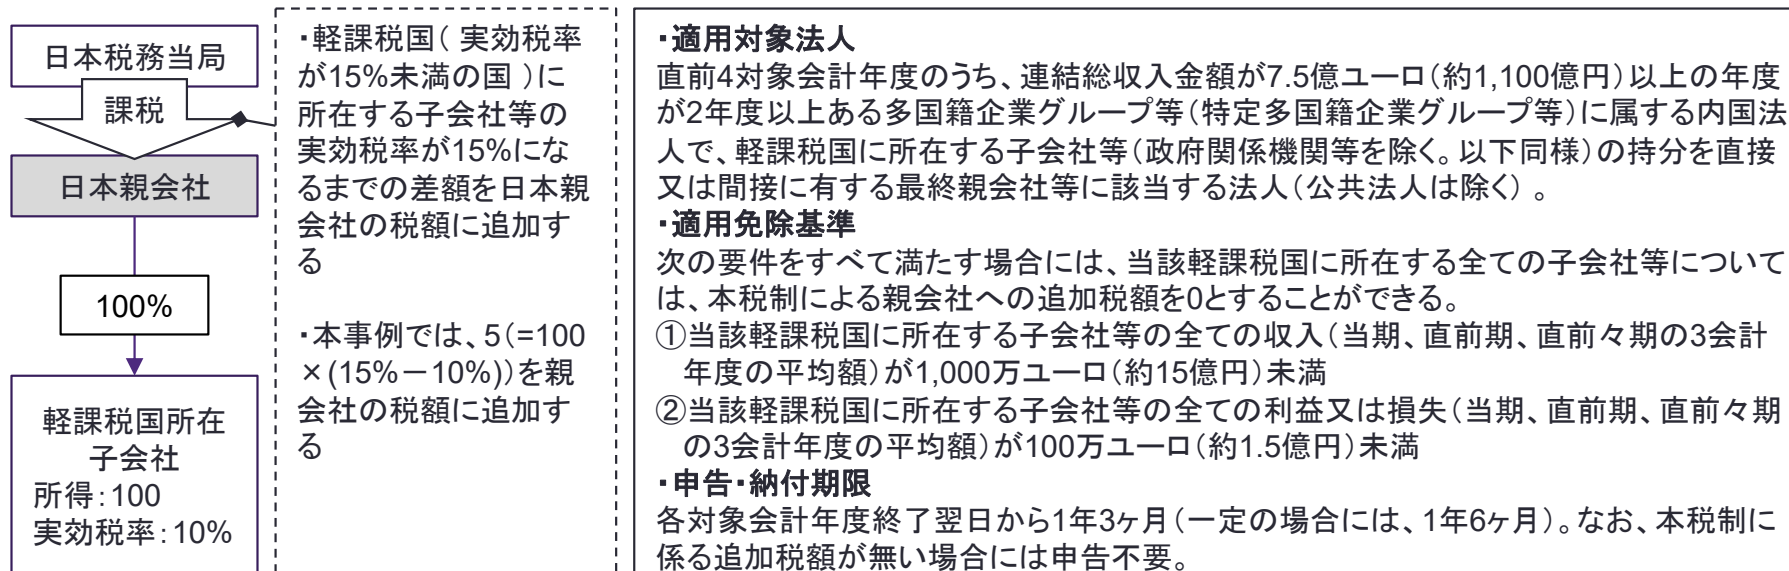 日本税務当局
課税
日本親会社
100%
軽課税国所在
子会社
所得：100
実効税率：10%
・軽課税国（ 実効税率
が15%未満の国 ）に
所在する子会社等の
実効税率が15%にな
るまでの差額を日本親
会社の税額に追加す
る
・本事例では、5（=100
×（15%－10%））を親
会社の税額に追加す
る
・適用対象法人
直前4対象会計年度のうち、連結総収入金額が7.5億ユーロ（約1,100億円）以上の年度
が2年度以上ある多国籍企業グループ等（特定多国籍企業グループ等）に属する内国法
人で、軽課税国に所在する子会社等（政府関係機関等を除く。以下同様）の持分を直接
又は間接に有する最終親会社等に該当する法人（公共法人は除く） 。
・適用免除基準
次の要件をすべて満たす場合には、当該軽課税国に所在する全ての子会社等について
は、本税制による親会社への追加税額を0とすることができる。
①当該軽課税国に所在する子会社等の全ての収入（当期、直前期、直前々期の3会計
年度の平均額）が1,000万ユーロ（約15億円）未満
②当該軽課税国に所在する子会社等の全ての利益又は損失（当期、直前期、直前々期
の3会計年度の平均額）が100万ユーロ（約1.5億円）未満
・申告・納付期限
各対象会計年度終了翌日から1年3ヶ月（一定の場合には、1年6ヶ月）。なお、本税制に
係る追加税額が無い場合には申告不要。